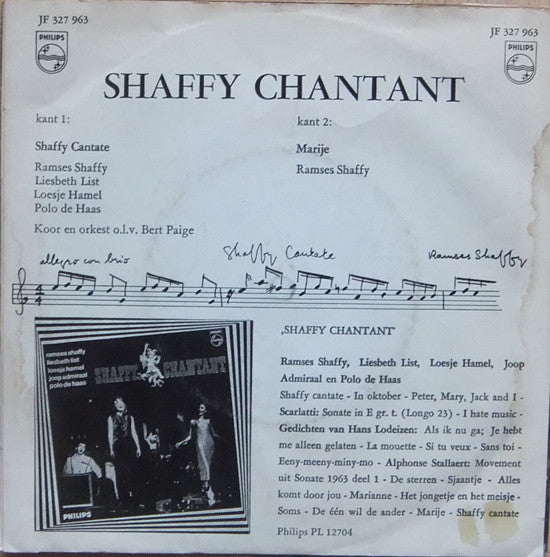 JF 327 963
JF 327 963
PHILIPS
PHILIPS
SHAFFY CHANTANT
kant 1:
Shaffy Cantate
Ramses Shaffy
Liesbeth List
Loesje Hamel
Polo de Haas
Koor en orkest o.l.v. Bert Paige
kant 2:
Marije
Ramses Shaffy
allegro con brio
Shaffy Cantate
Ramses Shaffy
4
4
ramses shaffy
liesbeth list
loesje hamel
joop admiraal
polo de haas
SHAFFY CHANTANT
PHILIPS
‚SHAFFY CHANTANT’
Ramses Shaffy, Liesbeth List, Loesje Hamel, Joop
Admiraal en Polo de Haas
Shaffy cantate - In oktober - Peter, Mary, Jack and I -
Scarlatti: Sonate in E gr. t. (Longo 23) - I hate music -
Gedichten van Hans Lodeizen: Als ik nu ga; Je hebt
me alleen gelaten - La mouette - Si tu veux - Sans toi -
Eeny-meeny-miny-mo - Alphonse Stallaert: Movement
uit Sonate 1963 deel 1 - De sterren - Sjaantje - Alles
komt door jou - Marianne - Het jongetje en het meisje -
Soms - De één wil de ander - Marije - Shaffy cantate
Philips PL 12704